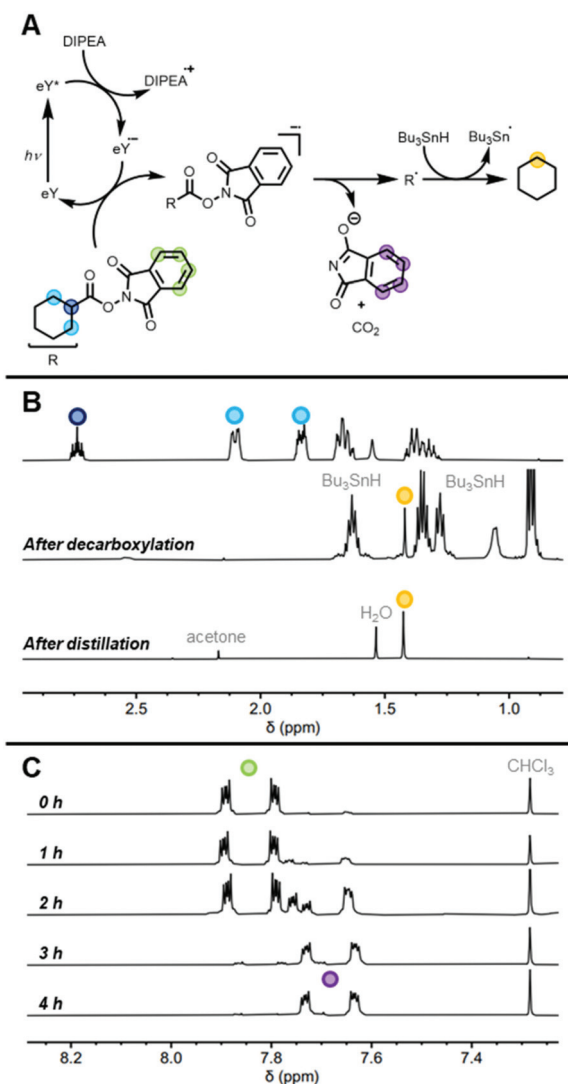 A
DIPEA
DIPEA•+
eY*
eY•−
hν
eY
R
O
O
N
O
O
•−
Bu3SnH
Bu3Sn•
R•
O
O
N
O
O
R
O
⊖
N
O
+
CO2
B
Bu3SnH
Bu3SnH
After decarboxylation
H2O
acetone
After distillation
2.5 2.0 1.5 1.0
δ (ppm)
C
CHCl3
0 h
1 h
2 h
3 h
4 h
8.2 8.0 7.8 7.6 7.4
δ (ppm)